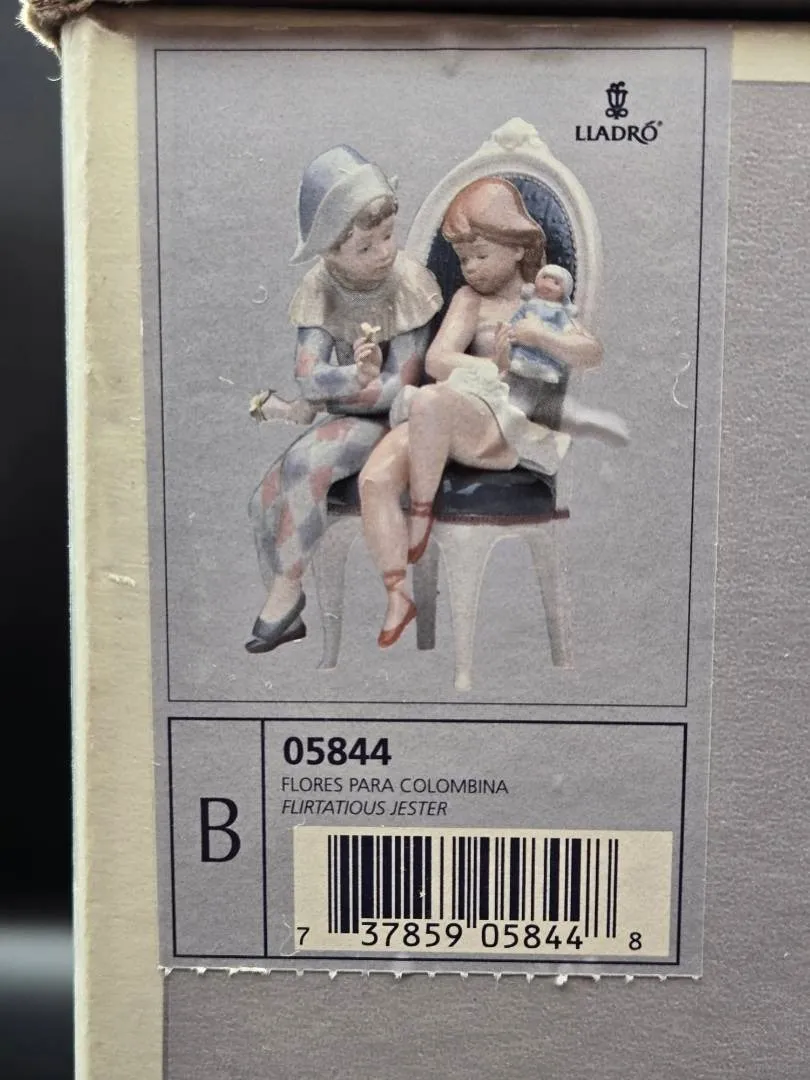 LLADRÓ®
05844
FLORES PARA COLOMBINA
FLIRTATIOUS JESTER
B
7 37859 05844 8